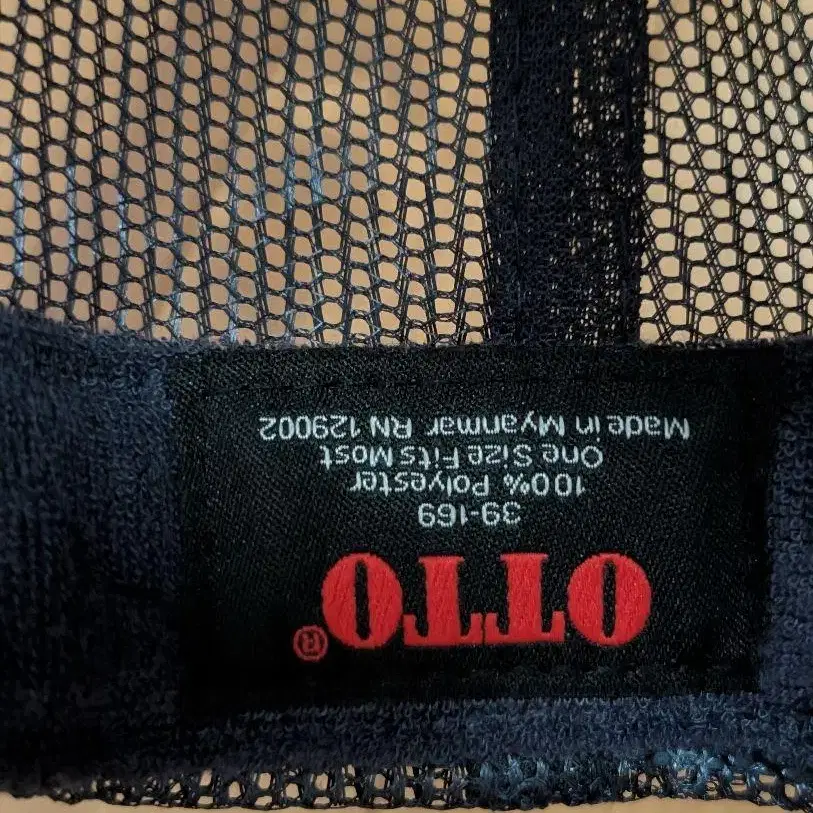 OTTO®
39-169
100% Polyester
One Size Fits Most
Made in Myanmar RN 129002